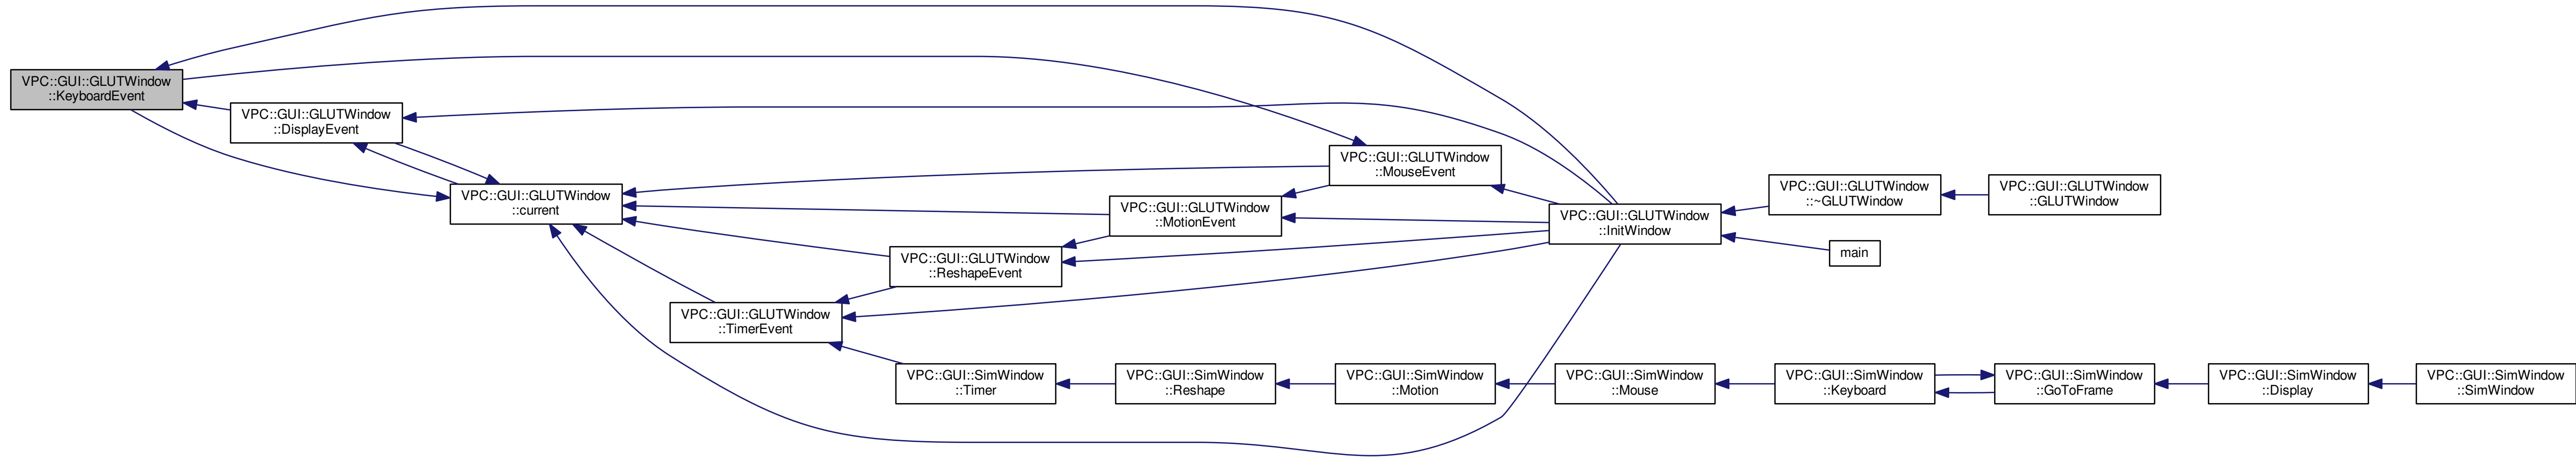 VPC::GUI::GLUTWindow
::KeyboardEvent
VPC::GUI::GLUTWindow
::DisplayEvent
VPC::GUI::GLUTWindow
::current
VPC::GUI::GLUTWindow
::MouseEvent
VPC::GUI::GLUTWindow
::MotionEvent
VPC::GUI::GLUTWindow
::ReshapeEvent
VPC::GUI::GLUTWindow
::TimerEvent
VPC::GUI::GLUTWindow
::InitWindow
VPC::GUI::GLUTWindow
::~GLUTWindow
VPC::GUI::GLUTWindow
::GLUTWindow
main
VPC::GUI::SimWindow
::Timer
VPC::GUI::SimWindow
::Reshape
VPC::GUI::SimWindow
::Motion
VPC::GUI::SimWindow
::Mouse
VPC::GUI::SimWindow
::Keyboard
VPC::GUI::SimWindow
::GoToFrame
VPC::GUI::SimWindow
::Display
VPC::GUI::SimWindow
::SimWindow